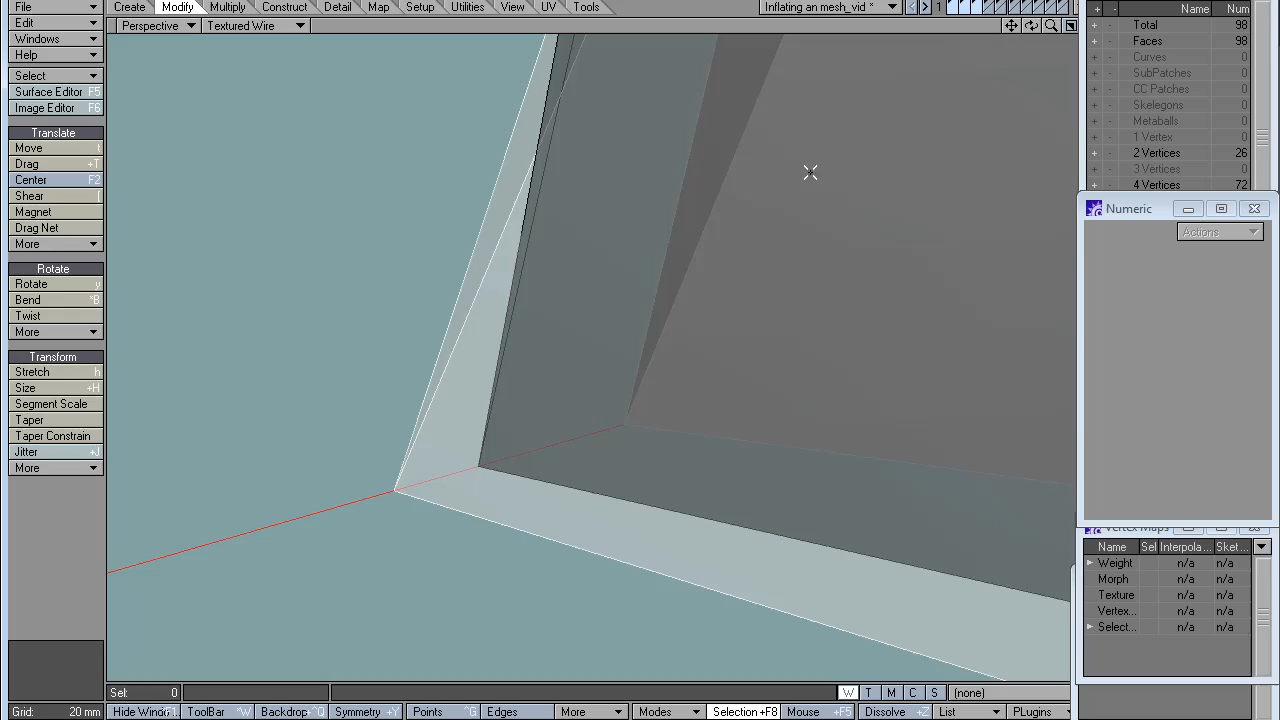 File
Edit
Windows
Help
Select
Surface Editor F5
Image Editor F6
Translate
Move t
Drag +T
Center F2
Shear [
Magnet
Drag Net
More
Rotate
Rotate y
Bend ^B
Twist
More
Transform
Stretch h
Size +H
Segment Scale
Taper
Taper Constrain
Jitter +J
More
Create Modify Multiply Construct Detail Map Setup Utilities View UV Tools Inflating an mesh_vid * 1
Perspective Textured Wire
Name Num
+ - Total 98
+ - Faces 98
+ - Curves 0
+ - SubPatches 0
+ - CC Patches 0
+ - Skelegons 0
+ - Metaballs 0
+ - 1 Vertex 0
+ - 2 Vertices 26
+ - 3 Vertices 0
+ - 4 Vertices 72
Numeric
Actions
Vertex Maps
Name Sel Interpola ... Sket ...
Weight n/a n/a
Morph n/a n/a
Texture n/a n/a
Vertex... n/a n/a
Select... n/a n/a
Sel: 0 W T M C S (none)
Grid: 20 mm Hide Windo ToolBar ^W Backdrop Symmetry +Y Points ^G Edges More Modes Selection +F8 Mouse +F5 Dissolve +Z List PLugins